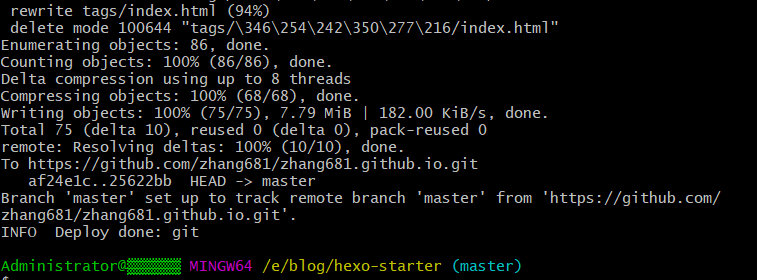 rewrite tags/index.html (94%)
delete mode 100644 "tags/\346\254\242\350\277\216/index.html"
Enumerating objects: 86, done.
Counting objects: 100% (86/86), done.
Delta compression using up to 8 threads
Compressing objects: 100% (68/68), done.
Writing objects: 100% (75/75), 7.79 MiB | 182.00 KiB/s, done.
Total 75 (delta 10), reused 0 (delta 0), pack-reused 0
remote: Resolving deltas: 100% (10/10), done.
To https://github.com/zhang681/zhang681.github.io.git
af24e1c..25622bb  HEAD -> master
Branch 'master' set up to track remote branch 'master' from 'https://github.com/
zhang681/zhang681.github.io.git'.
INFO  Deploy done: git
Administrator@▒▒▒▒▒▒ MINGW64 /e/blog/hexo-starter (master)
$